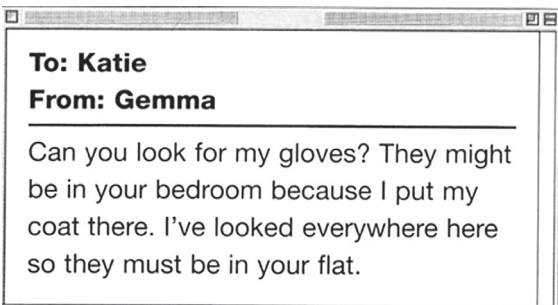 To: Katie
From: Gemma
Can you look for my gloves? They might
be in your bedroom because I put my
coat there. I've looked everywhere here
so they must be in your flat.